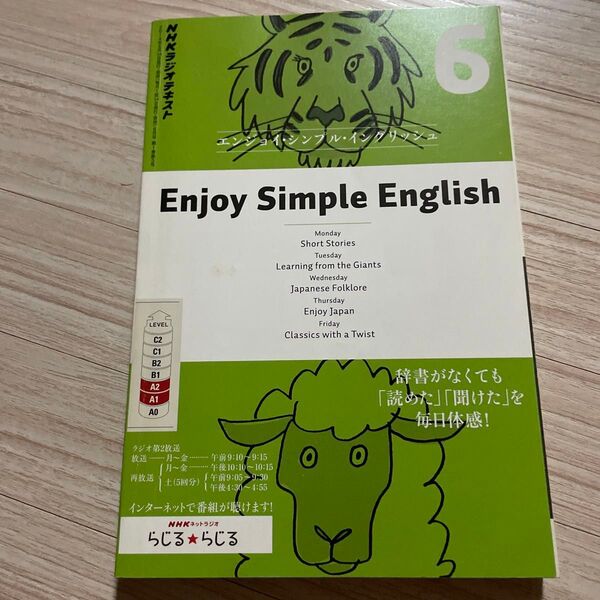 NHKラジオテキスト
6
エンジョイ・シンプル・イングリッシュ
Enjoy Simple English
Monday
Short Stories
Tuesday
Learning from the Giants
Wednesday
Japanese Folklore
Thursday
Enjoy Japan
Friday
Classics with a Twist
LEVEL
C2
C1
B2
B1
A2
A1
A0
辞書がなくても
「読めた」「聞けた」を
毎日体感!
ラジオ第2放送
放送 月〜金 午前9:10〜9:15
再放送 月〜金 午後10:10〜10:15
土(5回分) 午前9:05〜9:30
午後4:30〜4:55
インターネットで番組が聴けます!
NHKネットラジオ
らじる★らじる